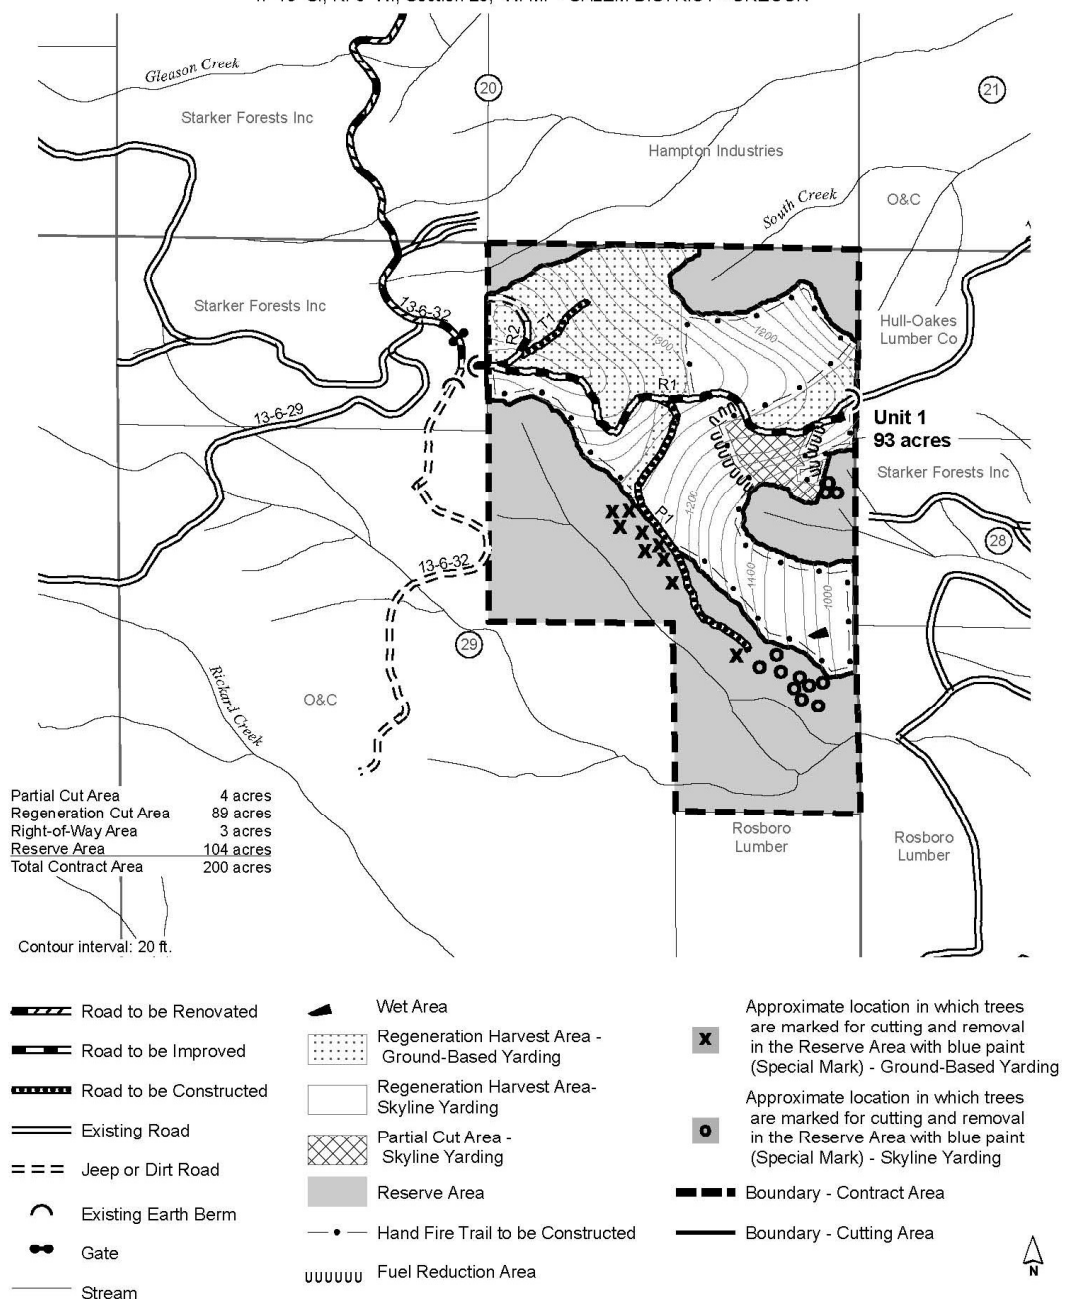 Gleason Creek
20
21
Starker Forests Inc
Hampton Industries
South Creek
O&C
Starker Forests Inc
13-6-32
Hull-Oakes
Lumber Co
R2
T1
1300
1200
R1
13-6-29
Unit 1
93 acres
Starker Forests Inc
1200
P1
28
13-6-32
1400
1000
29
Rickard Creek
O&C
Partial Cut Area 4 acres
Regeneration Cut Area 89 acres
Right-of-Way Area 3 acres
Reserve Area 104 acres
Total Contract Area 200 acres
Rosboro
Lumber
Rosboro
Lumber
Contour interval: 20 ft.
Road to be Renovated
Road to be Improved
Road to be Constructed
Existing Road
Jeep or Dirt Road
Existing Earth Berm
Gate
Stream
Wet Area
Regeneration Harvest Area -
Ground-Based Yarding
Regeneration Harvest Area-
Skyline Yarding
Partial Cut Area -
Skyline Yarding
Reserve Area
Hand Fire Trail to be Constructed
Fuel Reduction Area
X
Approximate location in which trees
are marked for cutting and removal
in the Reserve Area with blue paint
(Special Mark) - Ground-Based Yarding
O
Approximate location in which trees
are marked for cutting and removal
in the Reserve Area with blue paint
(Special Mark) - Skyline Yarding
Boundary - Contract Area
Boundary - Cutting Area
N